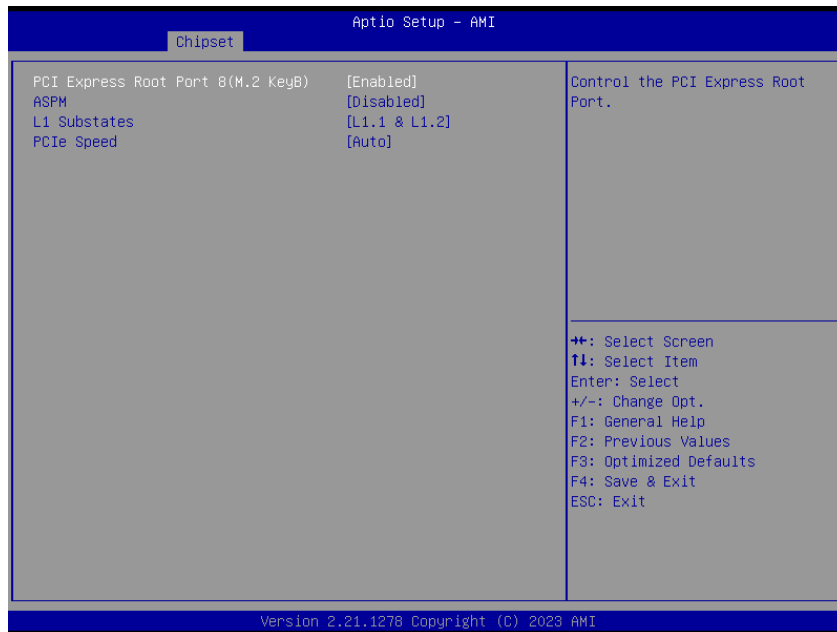 Aptio Setup – AMI
Chipset
PCI Express Root Port 8(M.2 KeyB) [Enabled]
ASPM [Disabled]
L1 Substates [L1.1 & L1.2]
PCIe Speed [Auto]
Control the PCI Express Root
Port.
→←: Select Screen
↑↓: Select Item
Enter: Select
+/-: Change Opt.
F1: General Help
F2: Previous Values
F3: Optimized Defaults
F4: Save & Exit
ESC: Exit
Version 2.21.1278 Copyright (C) 2023 AMI